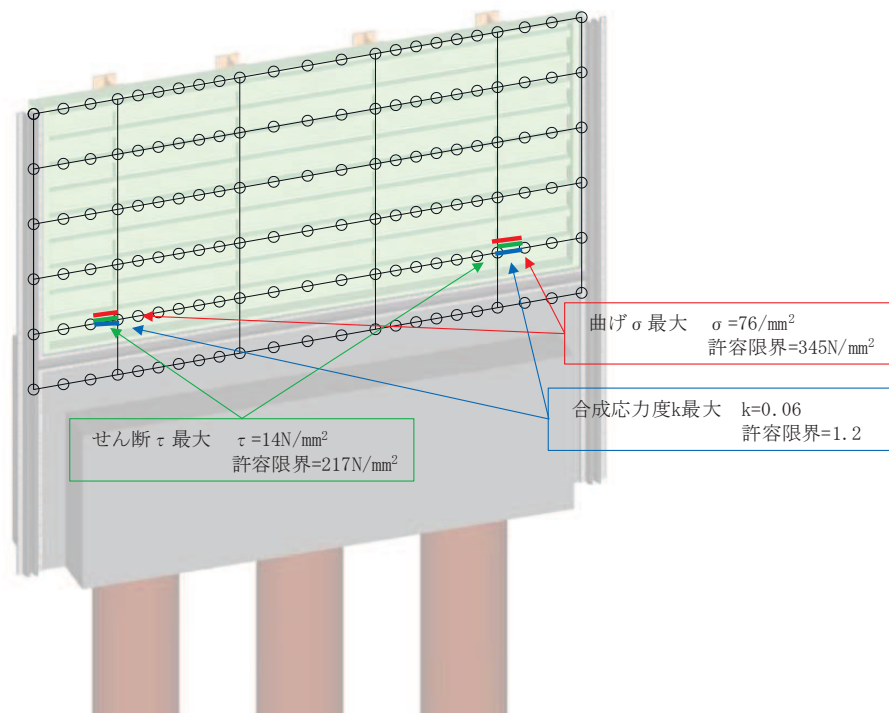 曲げσ最大　σ=76/mm²
許容限界=345N/mm²
合成応力度k最大　k=0.06
許容限界=1.2
せん断τ最大　τ=14N/mm²
許容限界=217N/mm²